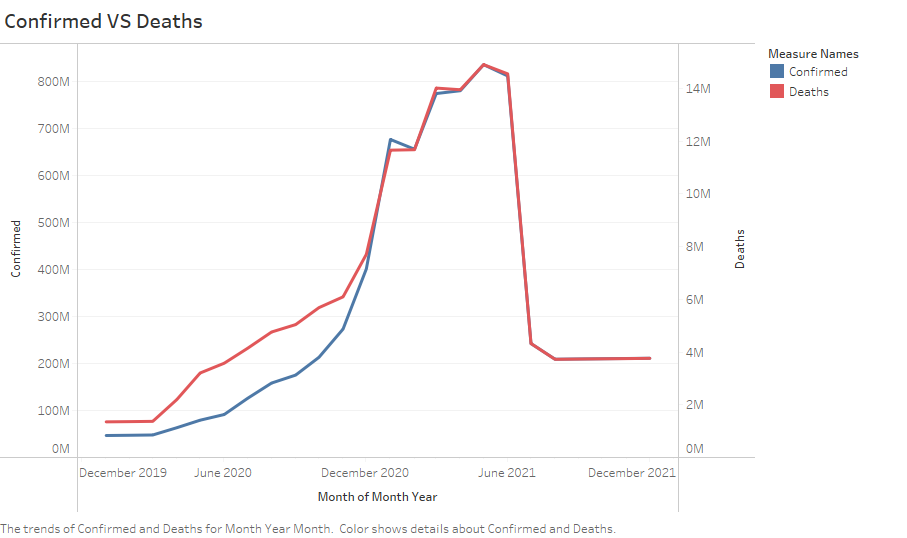 Confirmed VS Deaths
Measure Names
Confirmed
Deaths
800M
700M
600M
500M
400M
300M
200M
100M
0M
Confirmed
14M
12M
10M
8M
6M
4M
2M
0M
Deaths
December 2019 June 2020 December 2020 June 2021 December 2021
Month of Month Year
The trends of Confirmed and Deaths for Month Year Month. Color shows details about Confirmed and Deaths.